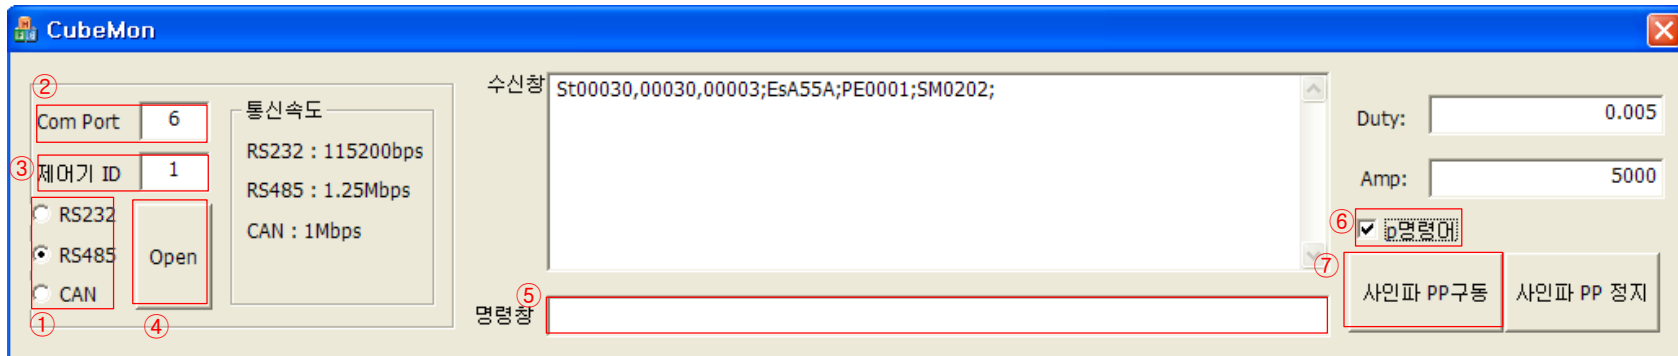 CubeMon
②
Com Port 6
③ 제어기 ID 1
RS232
RS485
CAN
①
Open
④
통신속도
RS232 : 115200bps
RS485 : 1.25Mbps
CAN : 1Mbps
수신창
St00030,00030,00003;EsA55A;PE0001;SM0202;
⑤
명령창
Duty: 0.005
Amp: 5000
⑥ p명령어
⑦
사인파 PP구동
사인파 PP 정지